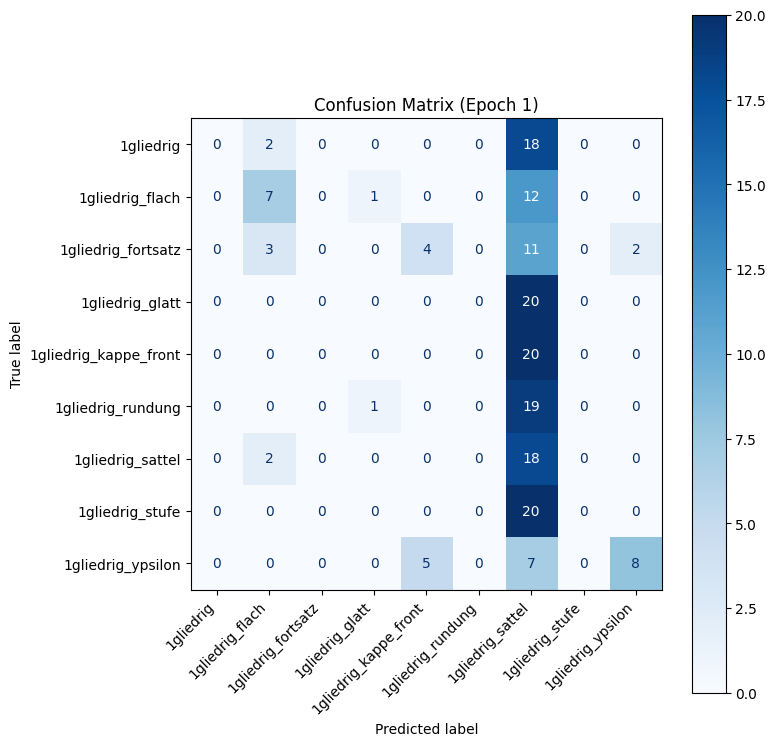 Confusion Matrix (Epoch 1)
True label
1gliedrig 0 2 0 0 0 0 18 0 0
1gliedrig_flach 0 7 0 1 0 0 12 0 0
1gliedrig_fortsatz 0 3 0 0 4 0 11 0 2
1gliedrig_glatt 0 0 0 0 0 0 20 0 0
1gliedrig_kappe_front 0 0 0 0 0 0 20 0 0
1gliedrig_rundung 0 0 0 1 0 0 19 0 0
1gliedrig_sattel 0 2 0 0 0 0 18 0 0
1gliedrig_stufe 0 0 0 0 0 0 20 0 0
1gliedrig_ypsilon 0 0 0 0 5 0 7 0 8
1gliedrig
1gliedrig_flach
1gliedrig_fortsatz
1gliedrig_glatt
1gliedrig_kappe_front
1gliedrig_rundung
1gliedrig_sattel
1gliedrig_stufe
1gliedrig_ypsilon
Predicted label
20.0
17.5
15.0
12.5
10.0
7.5
5.0
2.5
0.0